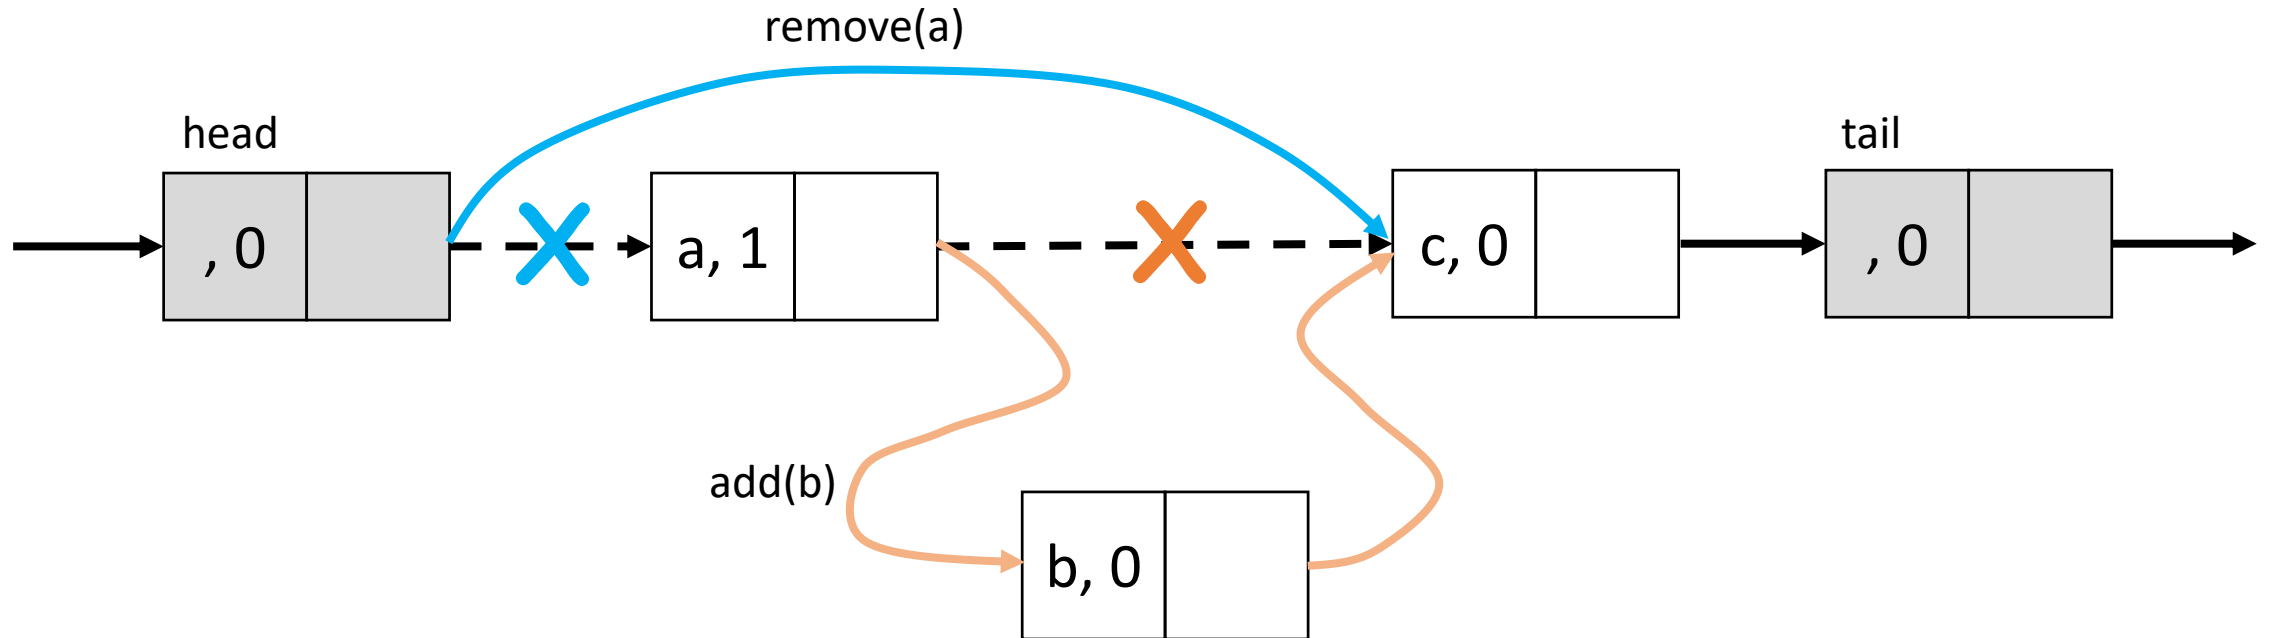 remove(a)
head
tail
, 0
a, 1
c, 0
, 0
add(b)
b, 0